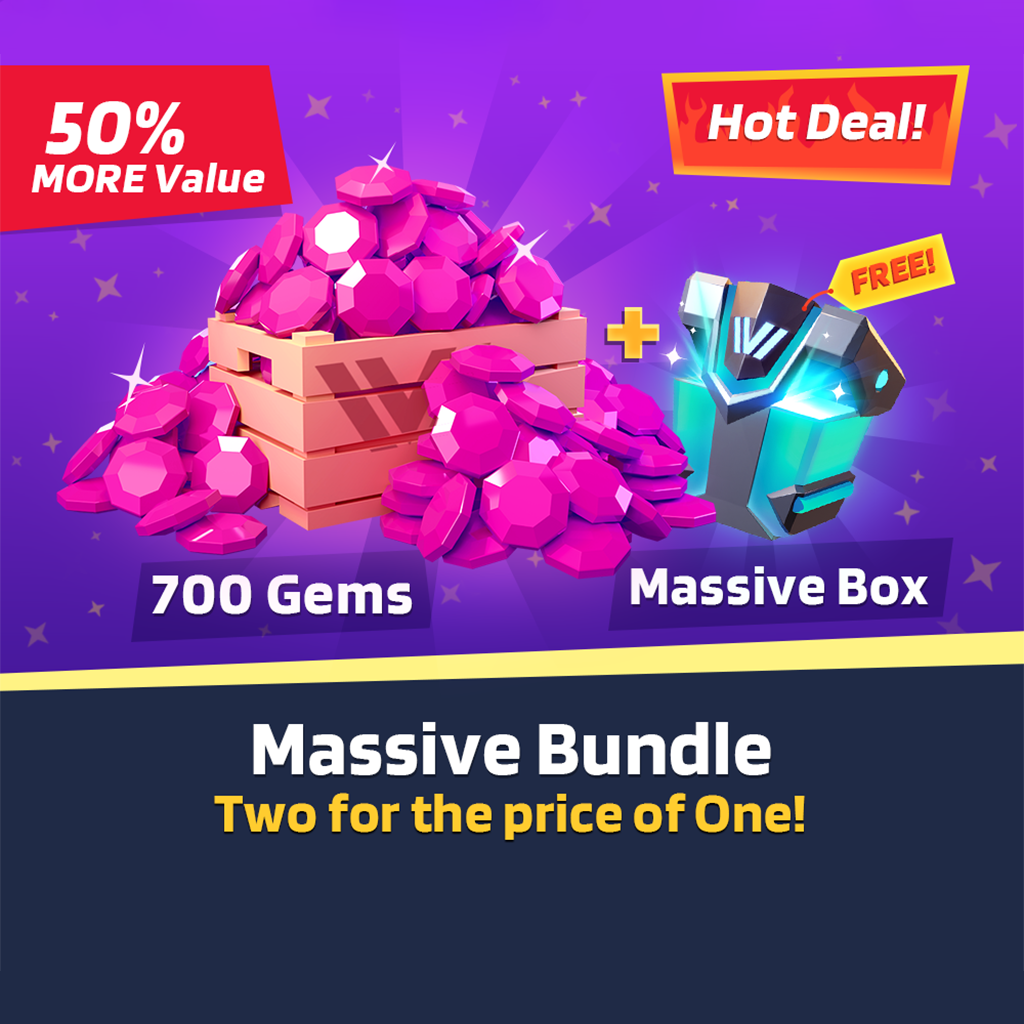 50%
MORE Value
Hot Deal!
FREE!
700 Gems
Massive Box
Massive Bundle
Two for the price of One!